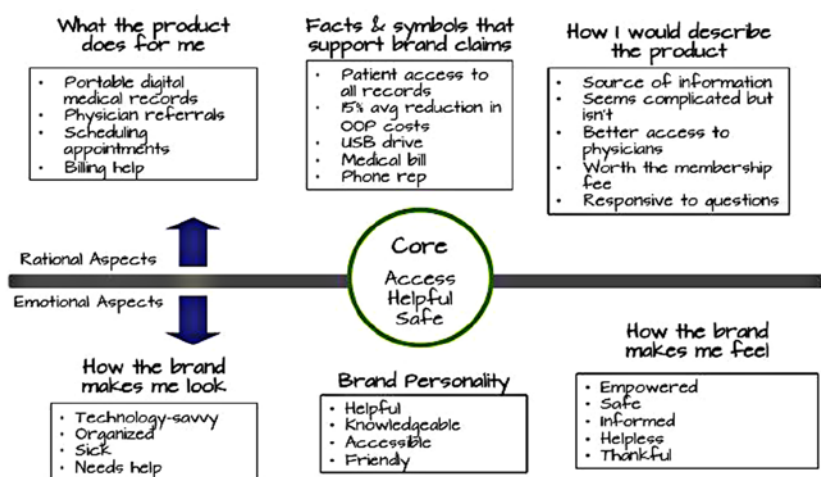 What the product
does for me
• Portable digital
medical records
• Physician referrals
• Scheduling
appointments
• Billing help
Facts & symbols that
support brand claims
• Patient access to
all records
• 15% avg reduction in
OOP costs
• USB drive
• Medical bill
• Phone rep
How I would describe
the product
• Source of information
• Seems complicated but
isn't
• Better access to
physicians
• Worth the membership
fee
• Responsive to questions
Rational Aspects
Emotional Aspects
Core
Access
Helpful
Safe
How the brand
makes me look
• Technology-savvy
• Organized
• Sick
• Needs help
Brand Personality
• Helpful
• Knowledgeable
• Accessible
• Friendly
How the brand
makes me feel
• Empowered
• Safe
• Informed
• Helpless
• Thankful